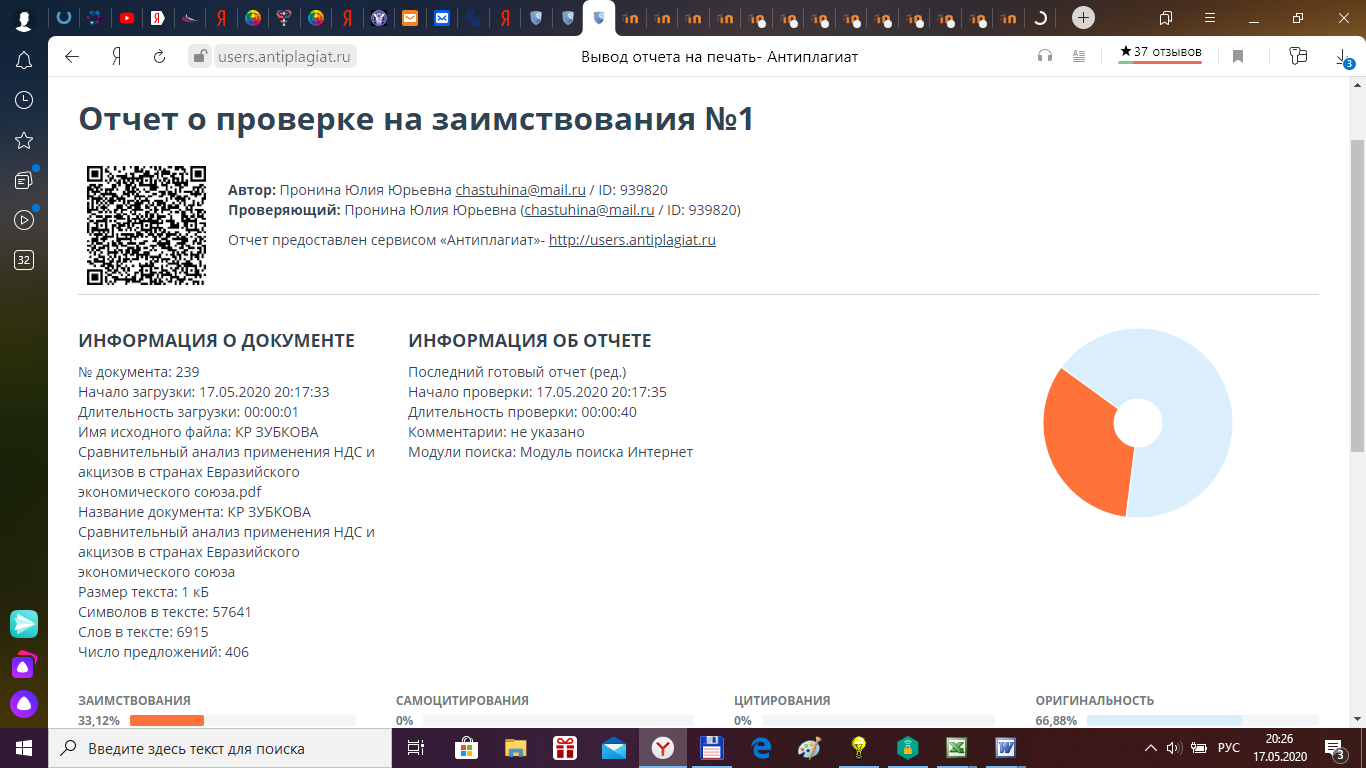 users.antiplagiat.ru
Вывод отчета на печать- Антиплагиат
★37 отзывов
3
32
Отчет о проверке на заимствования №1
Автор: Пронина Юлия Юрьевна chastuhina@mail.ru / ID: 939820
Проверяющий: Пронина Юлия Юрьевна (chastuhina@mail.ru / ID: 939820)
Отчет предоставлен сервисом «Антиплагиат»- http://users.antiplagiat.ru
ИНФОРМАЦИЯ О ДОКУМЕНТЕ
№ документа: 239
Начало загрузки: 17.05.2020 20:17:33
Длительность загрузки: 00:00:01
Имя исходного файла: КР ЗУБКОВА
Сравнительный анализ применения НДС и
акцизов в странах Евразийского
экономического союза.pdf
Название документа: КР ЗУБКОВА
Сравнительный анализ применения НДС и
акцизов в странах Евразийского
экономического союза
Размер текста: 1 кБ
Cимволов в тексте: 57641
Слов в тексте: 6915
Число предложений: 406
ИНФОРМАЦИЯ ОБ ОТЧЕТЕ
Последний готовый отчет (ред.)
Начало проверки: 17.05.2020 20:17:35
Длительность проверки: 00:00:40
Комментарии: не указано
Модули поиска: Модуль поиска Интернет
ЗАИМСТВОВАНИЯ
33,12%
САМОЦИТИРОВАНИЯ
0%
ЦИТИРОВАНИЯ
0%
ОРИГИНАЛЬНОСТЬ
66,88%
Введите здесь текст для поиска
РУС
20:26
17.05.2020
3